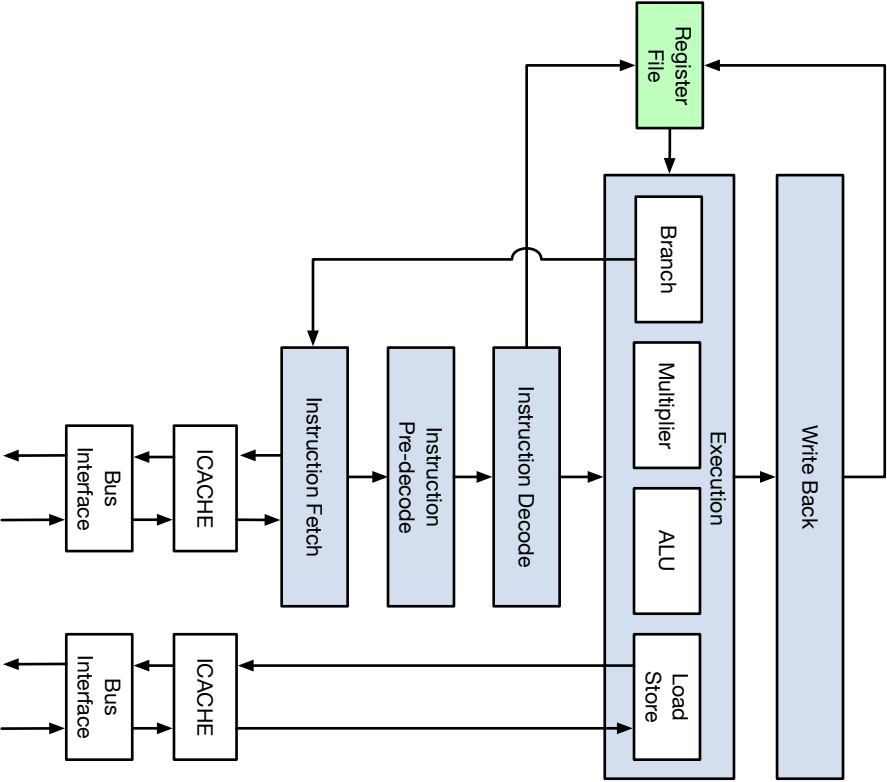 Write Back
Register
File
Execution
Branch
Multiplier
ALU
Load
Store
Instruction Decode
Instruction
Pre-decode
Instruction Fetch
ICACHE
ICACHE
Bus
Interface
Bus
Interface